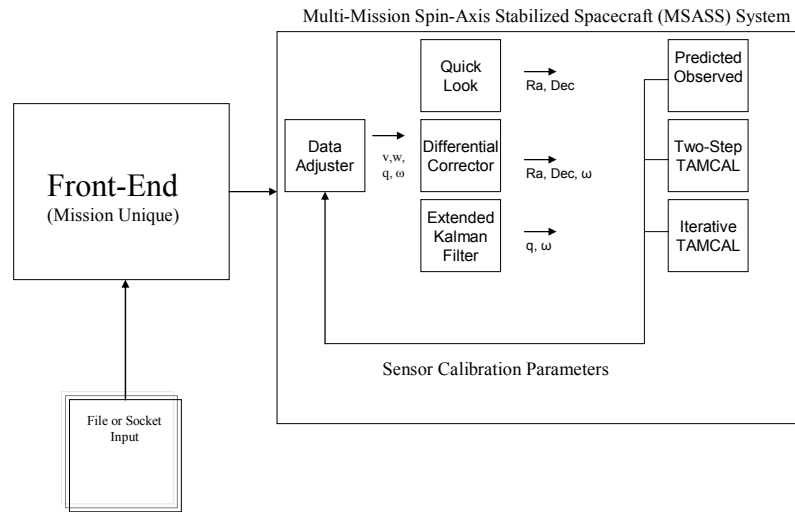 Multi-Mission Spin-Axis Stabilized Spacecraft (MSASS) System
Quick
Look
Ra, Dec
Predicted
Observed
Data
Adjuster
v,w,
q, ω
Differential
Corrector
Ra, Dec, ω
Two-Step
TAMCAL
Front-End
(Mission Unique)
Extended
Kalman
Filter
q, ω
Iterative
TAMCAL
Sensor Calibration Parameters
File or Socket
Input